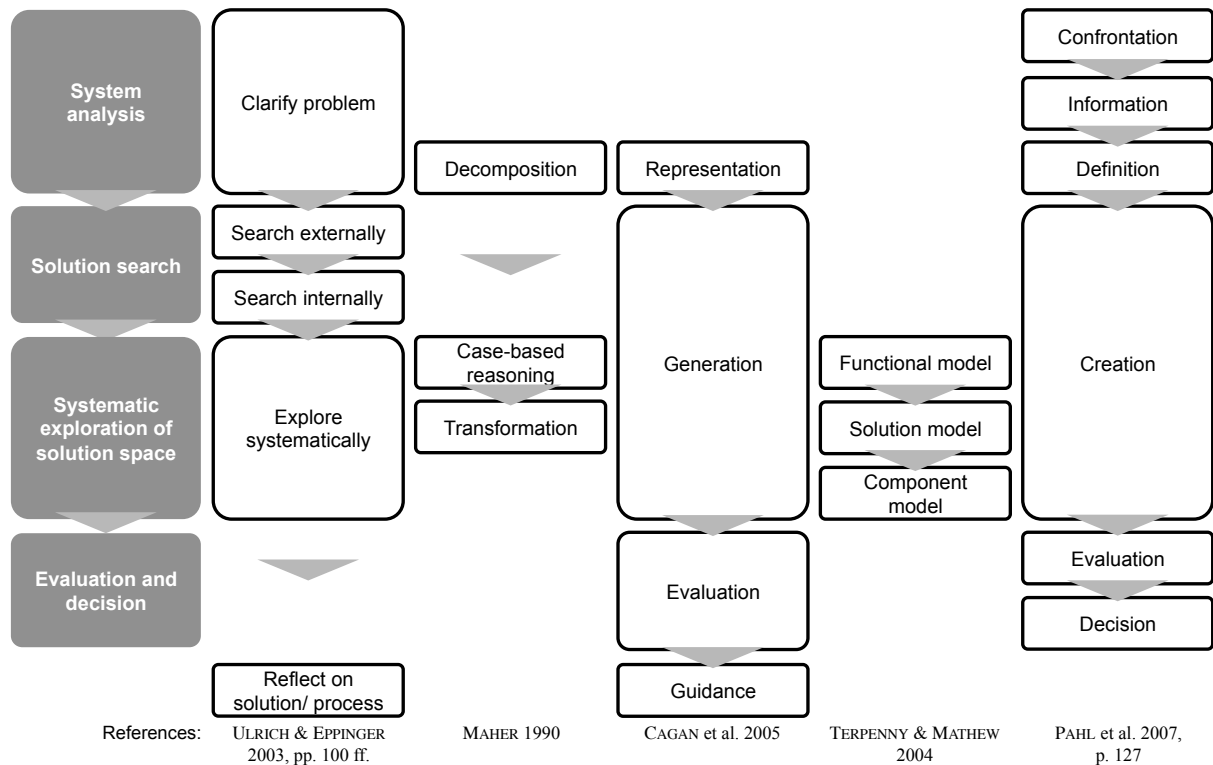 System
analysis
Solution search
Systematic
exploration of
solution space
Evaluation and
decision
Clarify problem
Search externally
Search internally
Explore
systematically
Reflect on
solution/ process
Decomposition
Case-based
reasoning
Transformation
Representation
Generation
Evaluation
Guidance
Functional model
Solution model
Component
model
Confrontation
Information
Definition
Creation
Evaluation
Decision
References:
ULRICH & EPPINGER
2003, pp. 100 ff.
MAHER 1990
CAGAN et al. 2005
TERPENNY & MATHEW
2004
PAHL et al. 2007,
p. 127